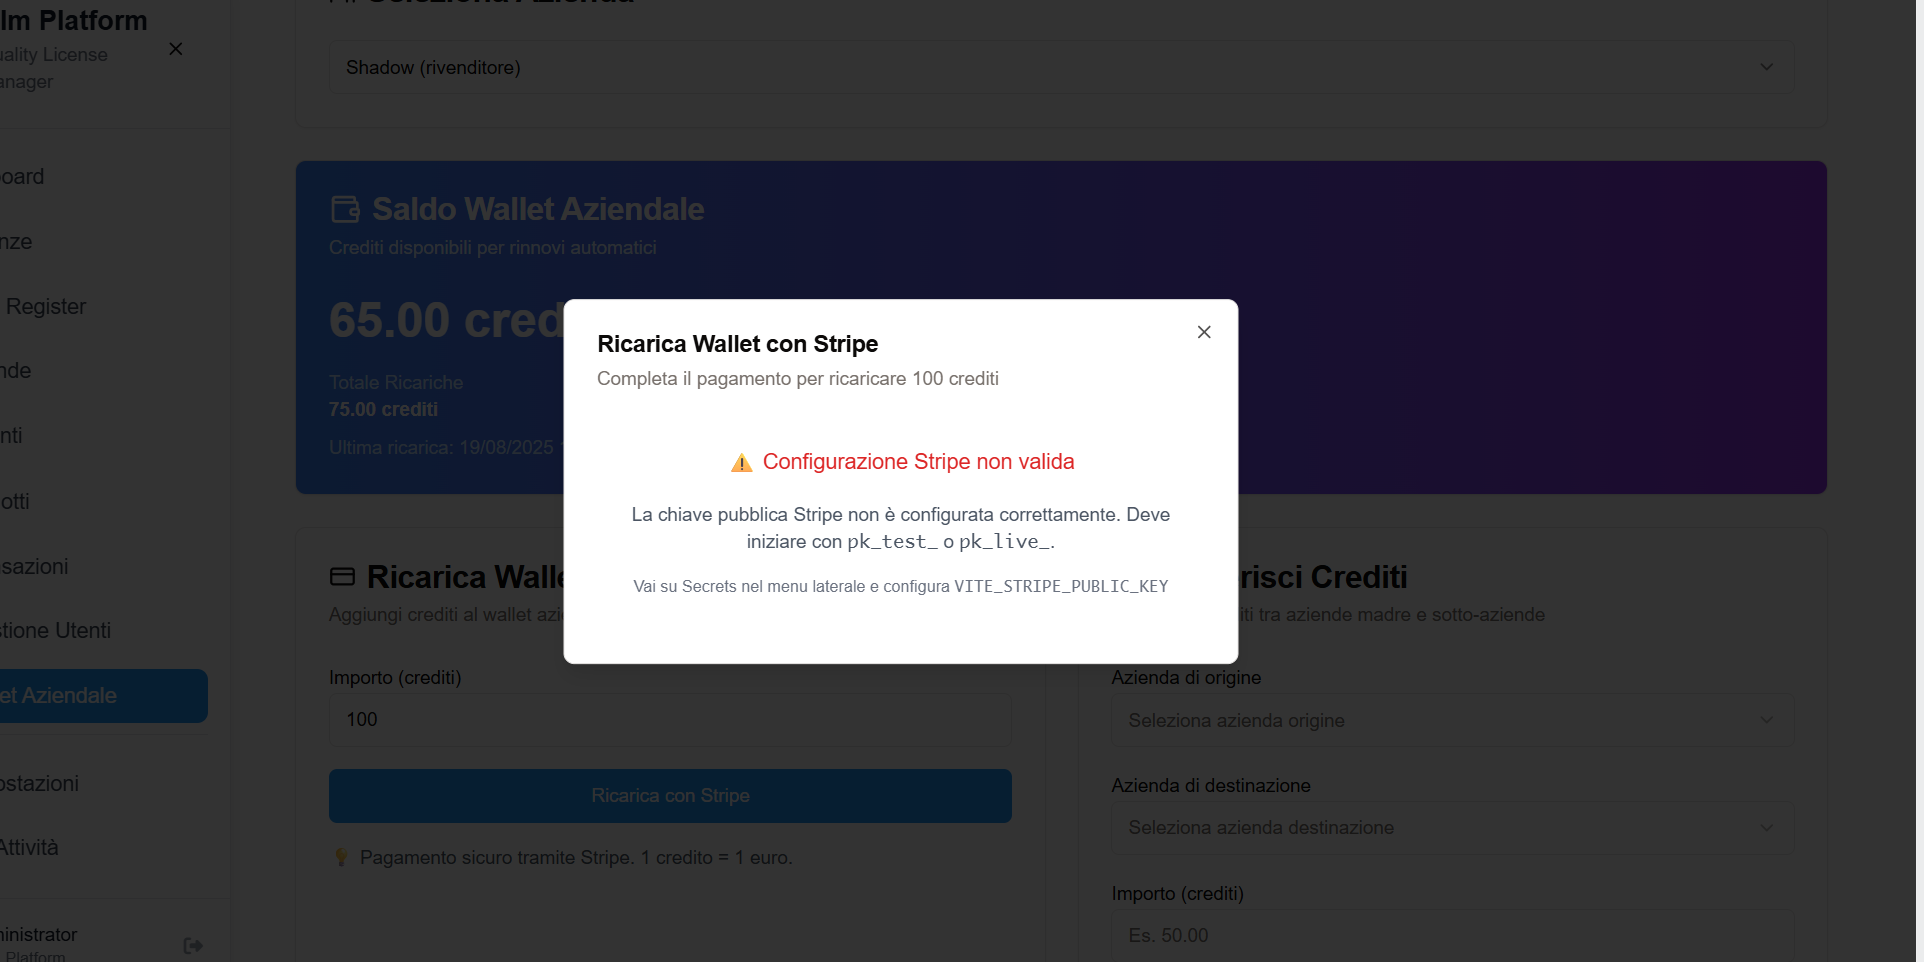 lm Platform
uality License
anager
oard
nze
Register
nde
nti
otti
sazioni
stione Utenti
et Aziendale
ostazioni
Attività
ministrator
Platform
Seleziona Azienda
Shadow (rivenditore)
Saldo Wallet Aziendale
Crediti disponibili per rinnovi automatici
65.00 cred
Totale Ricariche
75.00 crediti
Ultima ricarica: 19/08/2025
Ricarica Wallet con Stripe
Completa il pagamento per ricaricare 100 crediti
Configurazione Stripe non valida
La chiave pubblica Stripe non è configurata correttamente. Deve
iniziare con pk_test_ o pk_live_.
Vai su Secrets nel menu laterale e configura VITE_STRIPE_PUBLIC_KEY
Ricarica Walle
Aggiungi crediti al wallet azi
Importo (crediti)
100
Ricarica con Stripe
Pagamento sicuro tramite Stripe. 1 credito = 1 euro.
risci Crediti
iti tra aziende madre e sotto-aziende
Azienda di origine
Seleziona azienda origine
Azienda di destinazione
Seleziona azienda destinazione
Importo (crediti)
Es. 50.00